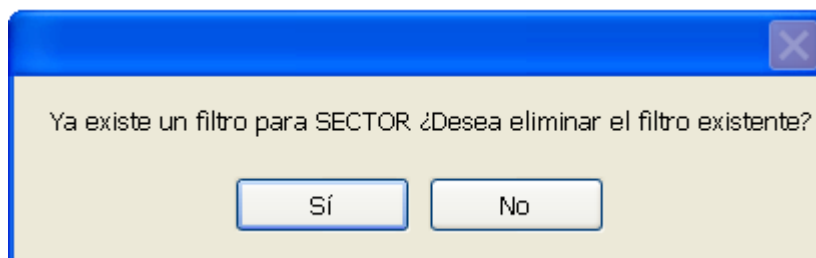 Ya existe un filtro para SECTOR ¿Desea eliminar el filtro existente?
Sí
No